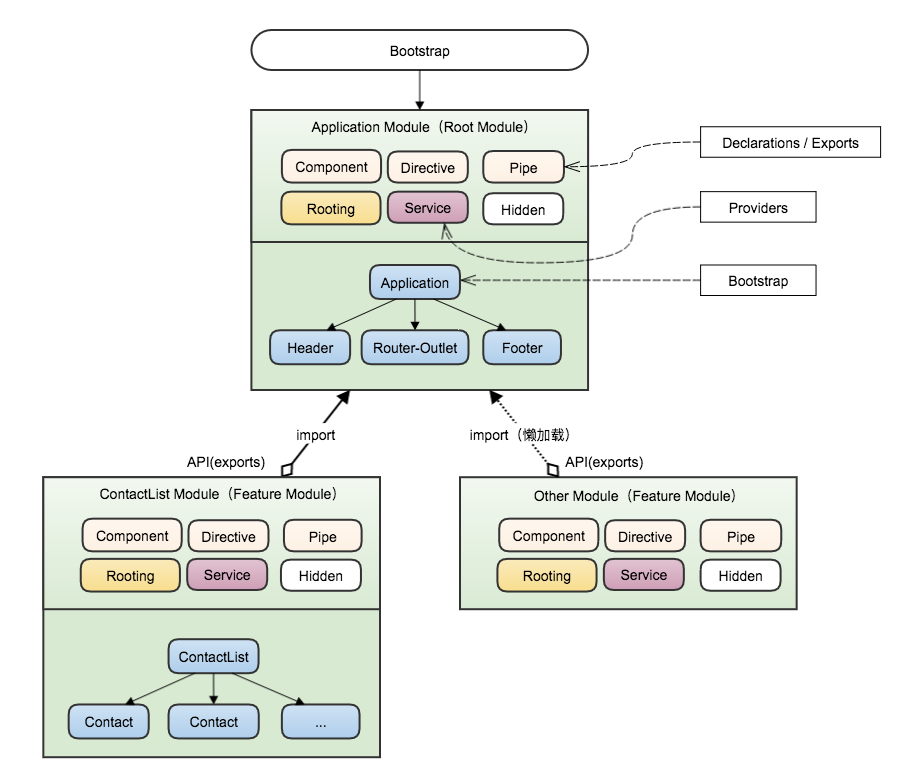 Bootstrap
Application Module（Root Module）
Component
Directive
Pipe
Declarations / Exports
Rooting
Service
Hidden
Providers
Application
Bootstrap
Header
Router-Outlet
Footer
import
import（懒加载）
API(exports)
API(exports)
ContactList Module（Feature Module）
Component
Directive
Pipe
Rooting
Service
Hidden
ContactList
Contact
Contact
...
Other Module（Feature Module）
Component
Directive
Pipe
Rooting
Service
Hidden